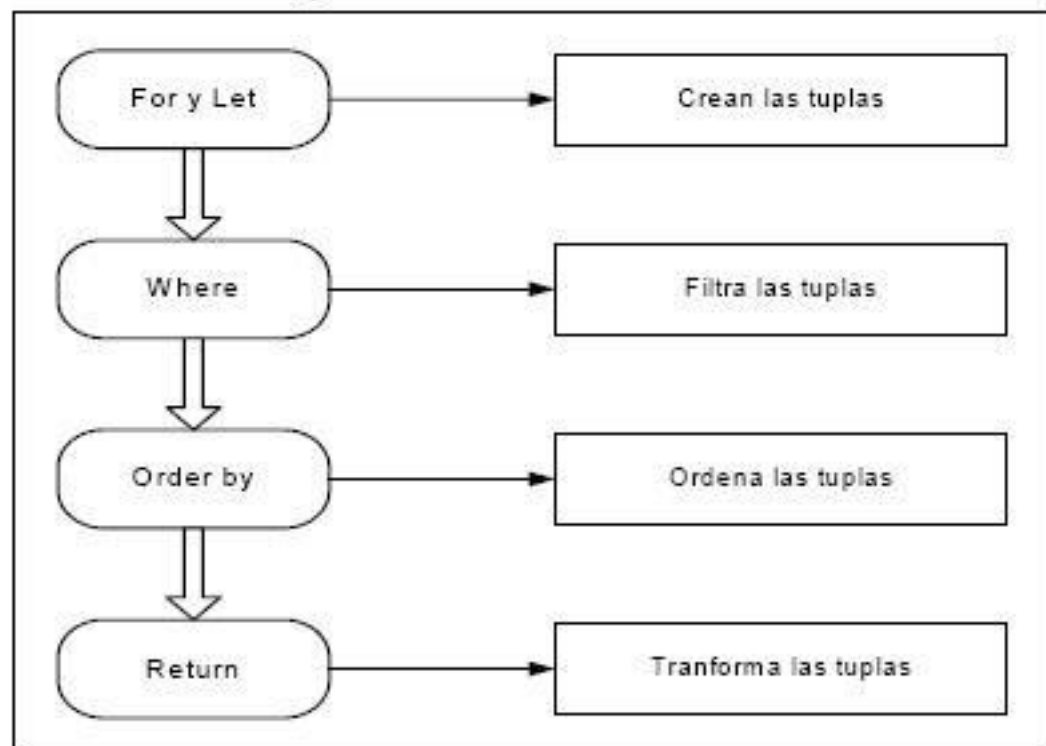 For y Let
Crean las tuplas
Where
Filtra las tuplas
Order by
Ordena las tuplas
Return
Tranforma las tuplas